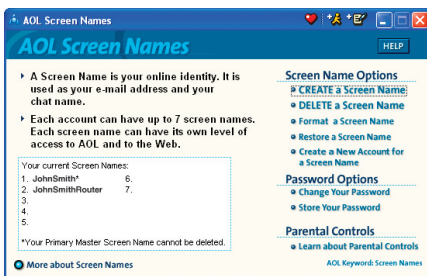 AOL Screen Names
AOL Screen Names
HELP
A Screen Name is your online identity. It is
used as your e-mail address and your
chat name.
Each account can have up to 7 screen names.
Each screen name can have its own level of
access to AOL and to the Web.
Your current Screen Names:
1. JohnSmith* 6.
2. JohnSmithRouter 7.
3.
4.
5.
*Your Primary Master Screen Name cannot be deleted.
More about Screen Names
Screen Name Options
CREATE a Screen Name
DELETE a Screen Name
Format a Screen Name
Restore a Screen Name
Create a New Account for
a Screen Name
Password Options
Change Your Password
Store Your Password
Parental Controls
Learn about Parental Controls
AOL Keyword: Screen Names